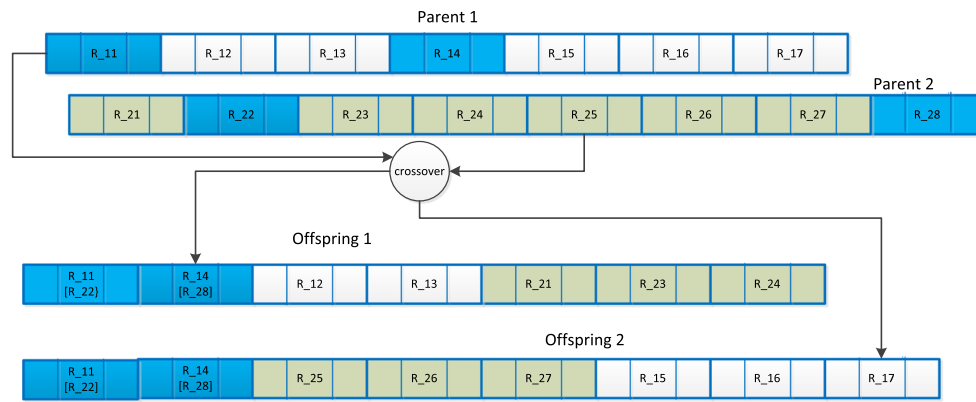 Parent 1
R_11 R_12 R_13 R_14 R_15 R_16 R_17
Parent 2
R_21 R_22 R_23 R_24 R_25 R_26 R_27 R_28
crossover
Offspring 1
R_11 R_14 R_12 R_13 R_21 R_23 R_24
[R_22} [R_28]
Offspring 2
R_11 R_14 R_25 R_26 R_27 R_15 R_16 R_17
[R_22] [R_28]